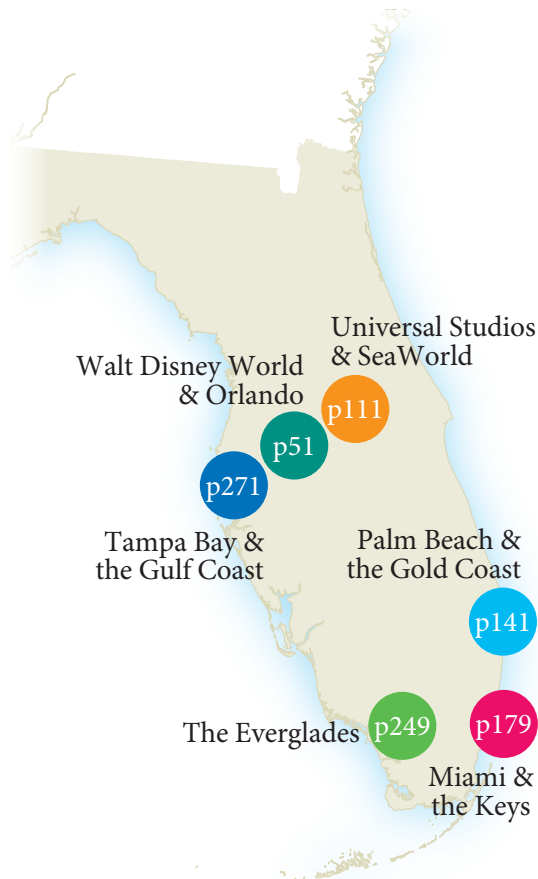 Universal Studios
& SeaWorld
p111
Walt Disney World
& Orlando
p51
p271
Tampa Bay &
the Gulf Coast
Palm Beach &
the Gold Coast
p141
The Everglades
p249
p179
Miami &
the Keys